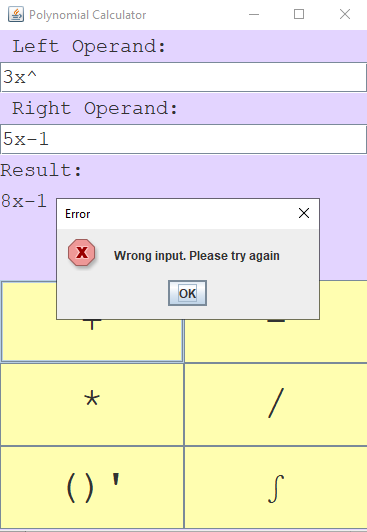 Polynomial Calculator
Left Operand:
3x^
Right Operand:
5x-1
Result:
8x-1
Error
Wrong input. Please try again
OK
+ -
* /
()' ∫